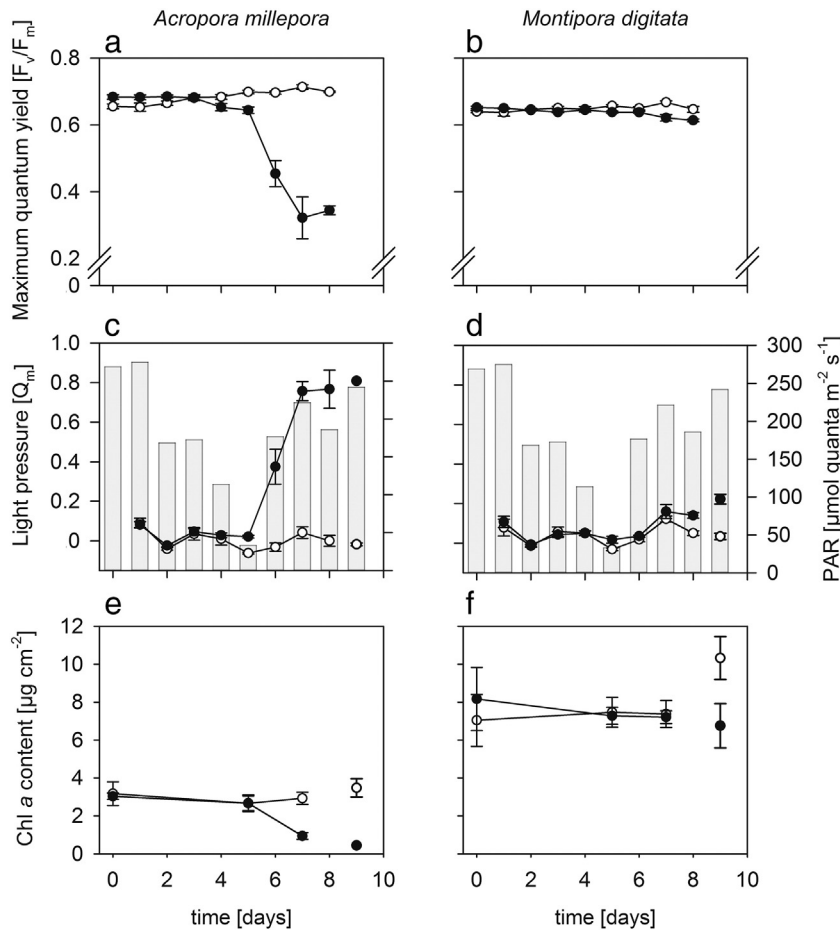 Acropora millepora
Montipora digitata
a
b
Maximum quantum yield [Fv/Fm]
0.8
0.6
0.4
0.2
0
c
d
Light pressure [Qm]
1.0
0.8
0.6
0.4
0.2
0
300
250
200
150
100
50
0
PAR [µmol quanta m-2 s-1]
e
f
Chl a content [µg cm-2]
12
10
8
6
4
2
0
0 2 4 6 8 10
0 2 4 6 8 10
time [days]
time [days]